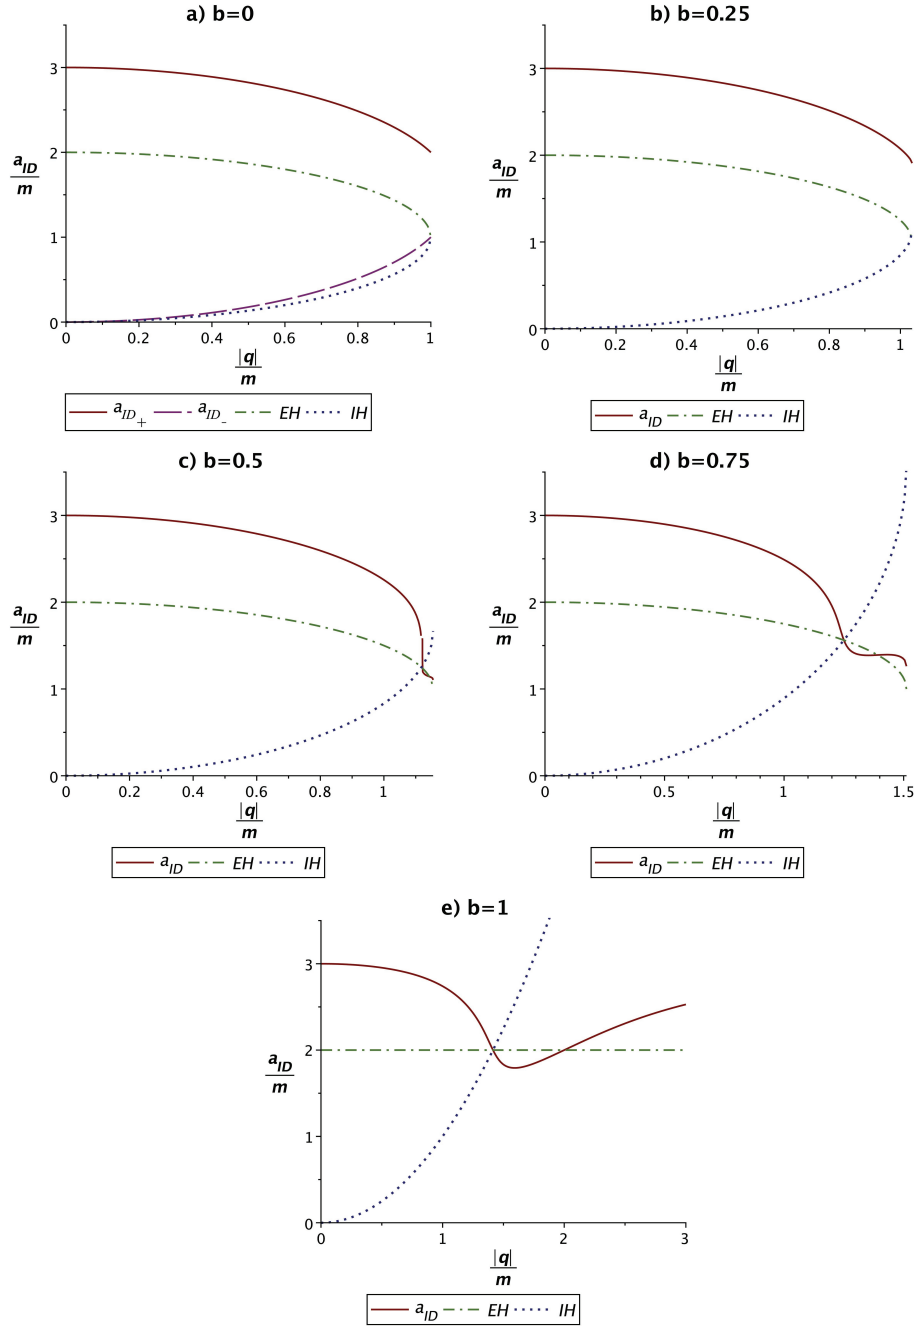 a) b=0
3
2
1
0
a_ID
m
0
0.2
0.4
0.6
0.8
1
|q|
m
a_ID+ a_ID- EH IH
b) b=0.25
3
2
1
0
a_ID
m
0
0.2
0.4
0.6
0.8
1
|q|
m
a_ID EH IH
c) b=0.5
3
2
1
0
a_ID
m
0
0.2
0.4
0.6
0.8
1
|q|
m
a_ID EH IH
d) b=0.75
3
2
1
0
a_ID
m
0
0.5
1
1.5
|q|
m
a_ID EH IH
e) b=1
3
2
1
0
a_ID
m
0
1
2
3
|q|
m
a_ID EH IH